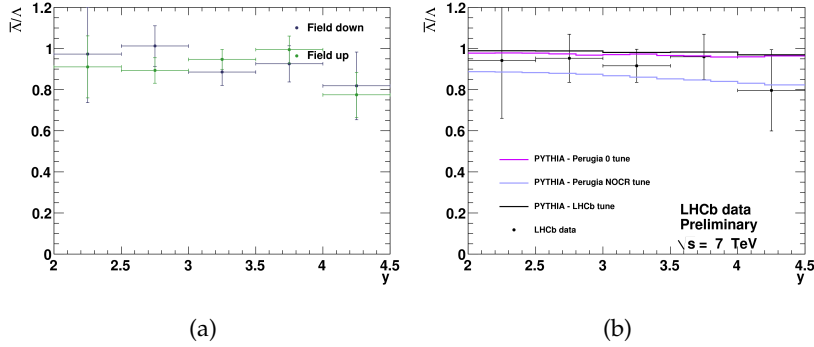 Λ̅/Λ
1.2
1
0.8
0.6
0.4
0.2
0
2
2.5
3
3.5
4
4.5
y
Field down
Field up
(a)
Λ̅/Λ
1.2
1
0.8
0.6
0.4
0.2
0
2
2.5
3
3.5
4
4.5
y
PYTHIA - Perugia 0 tune
PYTHIA - Perugia NOCR tune
PYTHIA - LHCb tune
LHCb data
LHCb data
Preliminary
\ s = 7 TeV
(b)